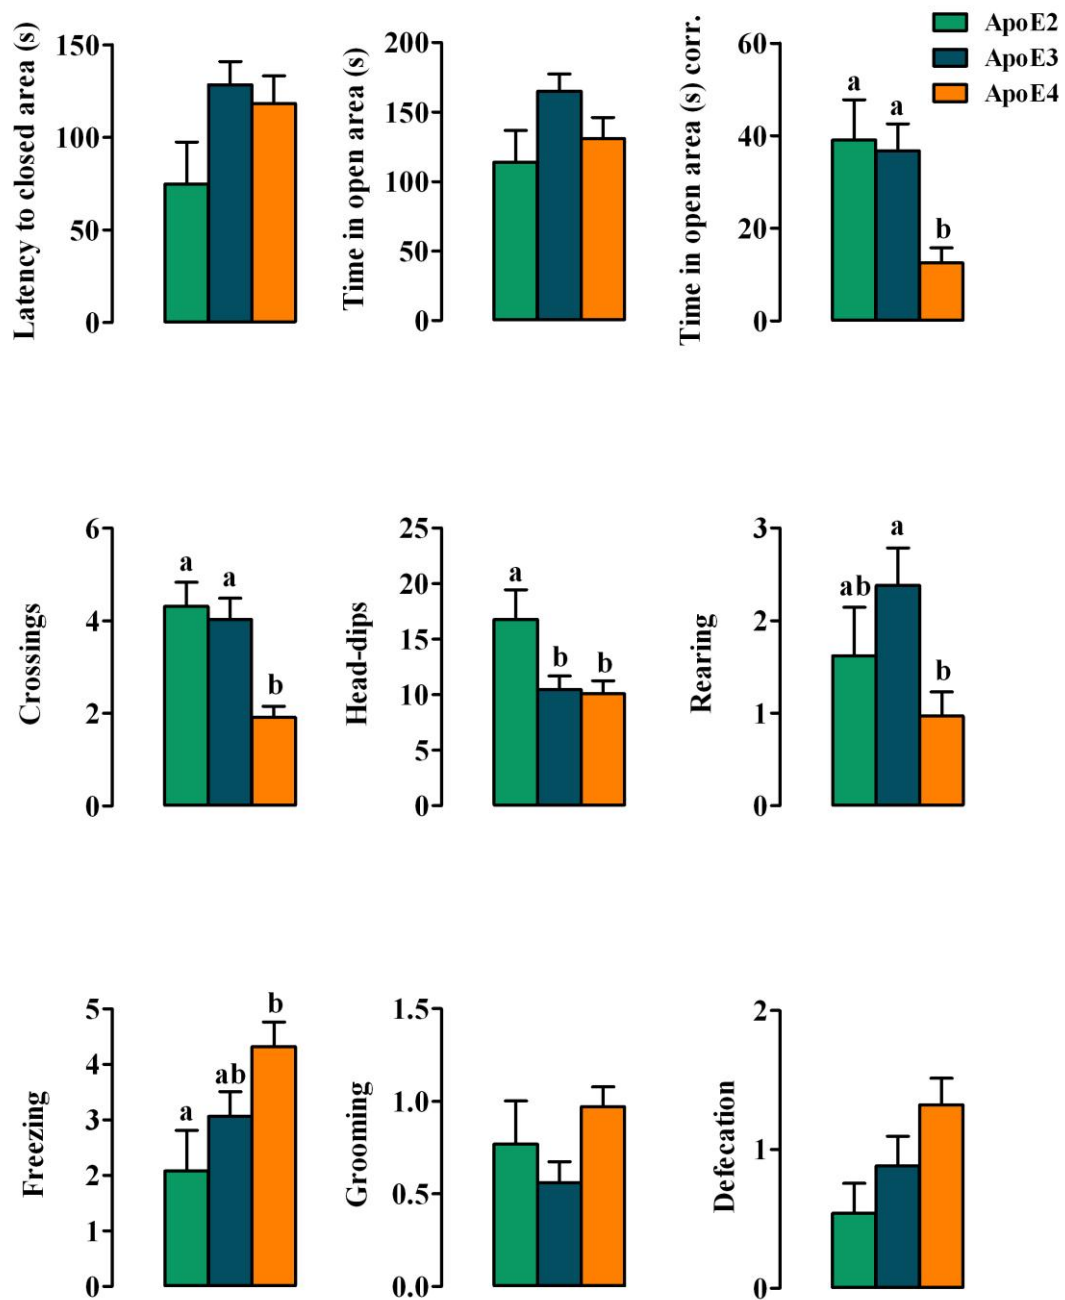 ApoE2
ApoE3
ApoE4
Latency to closed area (s)
150
100
50
0
Time in open area (s)
200
150
100
50
0
Time in open area (s) corr.
60
40
20
0
a
a
b
Crossings
6
4
2
0
a
a
b
Head-dips
25
20
15
10
5
0
a
b
b
Rearing
3
2
1
0
ab
a
b
Freezing
5
4
3
2
1
0
a
ab
b
Grooming
1.5
1.0
0.5
0.0
Defecation
2
1
0